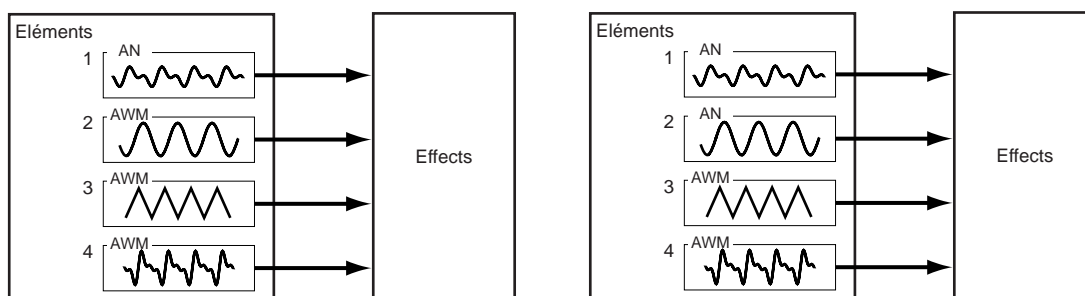 Eléments
1 AN
2 AWM
3 AWM
4 AWM
Effects
Eléments
1 AN
2 AN
3 AWM
4 AWM
Effects